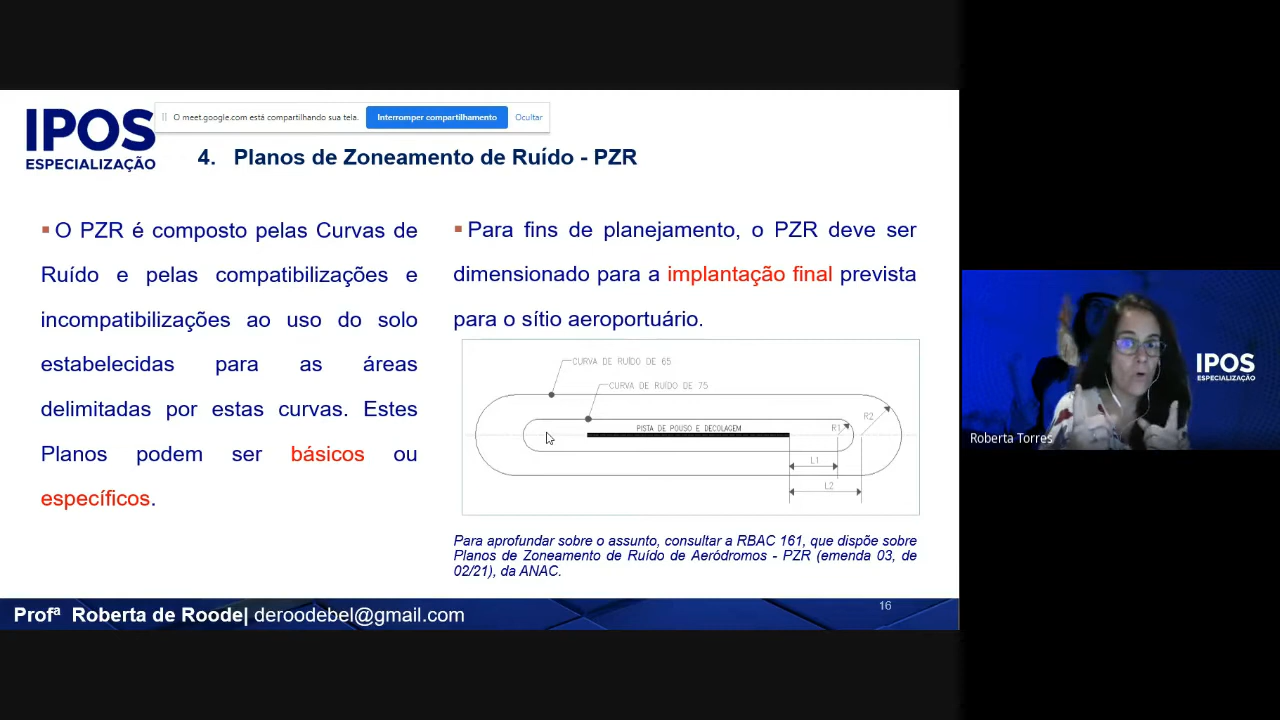 IPOS
ESPECIALIZAÇÃO
O meet.google.com está compartilhando sua tela.
Interromper compartilhamento
Ocultar
4. Planos de Zoneamento de Ruído - PZR
▪ O PZR é composto pelas Curvas de
Ruído e pelas compatibilizações e
incompatibilizações ao uso do solo
estabelecidas para as áreas
delimitadas por estas curvas. Estes
Planos podem ser básicos ou
específicos.
▪ Para fins de planejamento, o PZR deve ser
dimensionado para a implantação final prevista
para o sítio aeroportuário.
CURVA DE RUÍDO DE 65
CURVA DE RUÍDO DE 75
PISTA DE POUSO E DECOLAGEM
R1
R2
L1
L2
Para aprofundar sobre o assunto, consultar a RBAC 161, que dispõe sobre
Planos de Zoneamento de Ruído de Aeródromos - PZR (emenda 03, de
02/21), da ANAC.
Profª Roberta de Roode| deroodebel@gmail.com
16
IPOS
ESPECIALIZAÇÃO
Roberta Torres